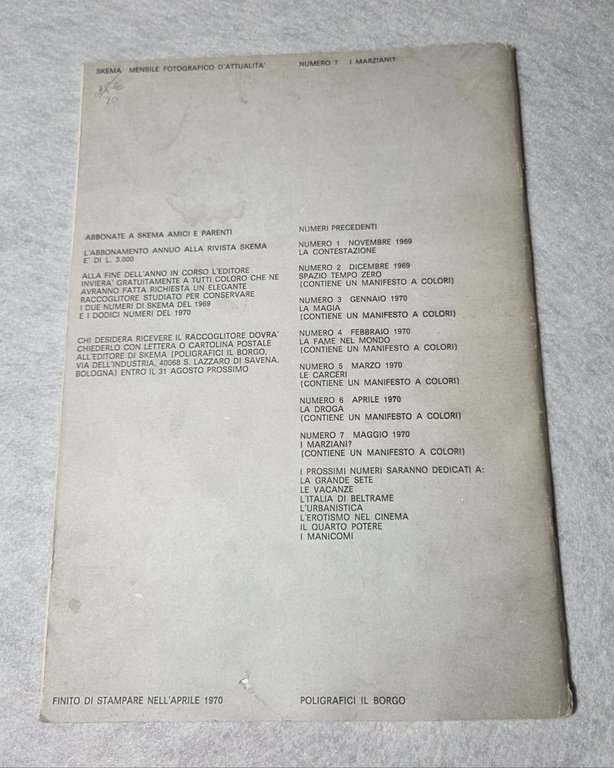 SKEMA MENSILE FOTOGRAFICO D'ATTUALITA'
NUMERO 7 I MARZIANI?
20
ABBONATE A SKEMA AMICI E PARENTI
L'ABBONAMENTO ANNUO ALLA RIVISTA SKEMA
E' DI L. 3.000
ALLA FINE DELL'ANNO IN CORSO L'EDITORE
INVIERA' GRATUITAMENTE A TUTTI COLORO CHE NE
AVRANNO FATTA RICHIESTA UN ELEGANTE
RACCOGLITORE STUDIATO PER CONSERVARE
I DUE NUMERI DI SKEMA DEL 1969
E I DODICI NUMERI DEL 1970
CHI DESIDERA RICEVERE IL RACCOGLITORE DOVRA'
CHIEDERLO CON LETTERA O CARTOLINA POSTALE
ALL'EDITORE DI SKEMA (POLIGRAFICI IL BORGO,
VIA DELL'INDUSTRIA, 40068 S. LAZZARO DI SAVENA,
BOLOGNA) ENTRO IL 31 AGOSTO PROSSIMO
NUMERI PRECEDENTI
NUMERO 1 NOVEMBRE 1969
LA CONTESTAZIONE
NUMERO 2 DICEMBRE 1969
SPAZIO TEMPO ZERO
(CONTIENE UN MANIFESTO A COLORI)
NUMERO 3 GENNAIO 1970
LA MAGIA
(CONTIENE UN MANIFESTO A COLORI)
NUMERO 4 FEBBRAIO 1970
LA FAME NEL MONDO
(CONTIENE UN MANIFESTO A COLORI)
NUMERO 5 MARZO 1970
LE CARCERI
(CONTIENE UN MANIFESTO A COLORI)
NUMERO 6 APRILE 1970
LA DROGA
(CONTIENE UN MANIFESTO A COLORI)
NUMERO 7 MAGGIO 1970
I MARZIANI?
(CONTIENE UN MANIFESTO A COLORI)
I PROSSIMI NUMERI SARANNO DEDICATI A:
LA GRANDE SETE
LE VACANZE
L'ITALIA DI BELTRAME
L'URBANISTICA
L'EROTISMO NEL CINEMA
IL QUARTO POTERE
I MANICOMI
FINITO DI STAMPARE NELL'APRILE 1970
POLIGRAFICI IL BORGO